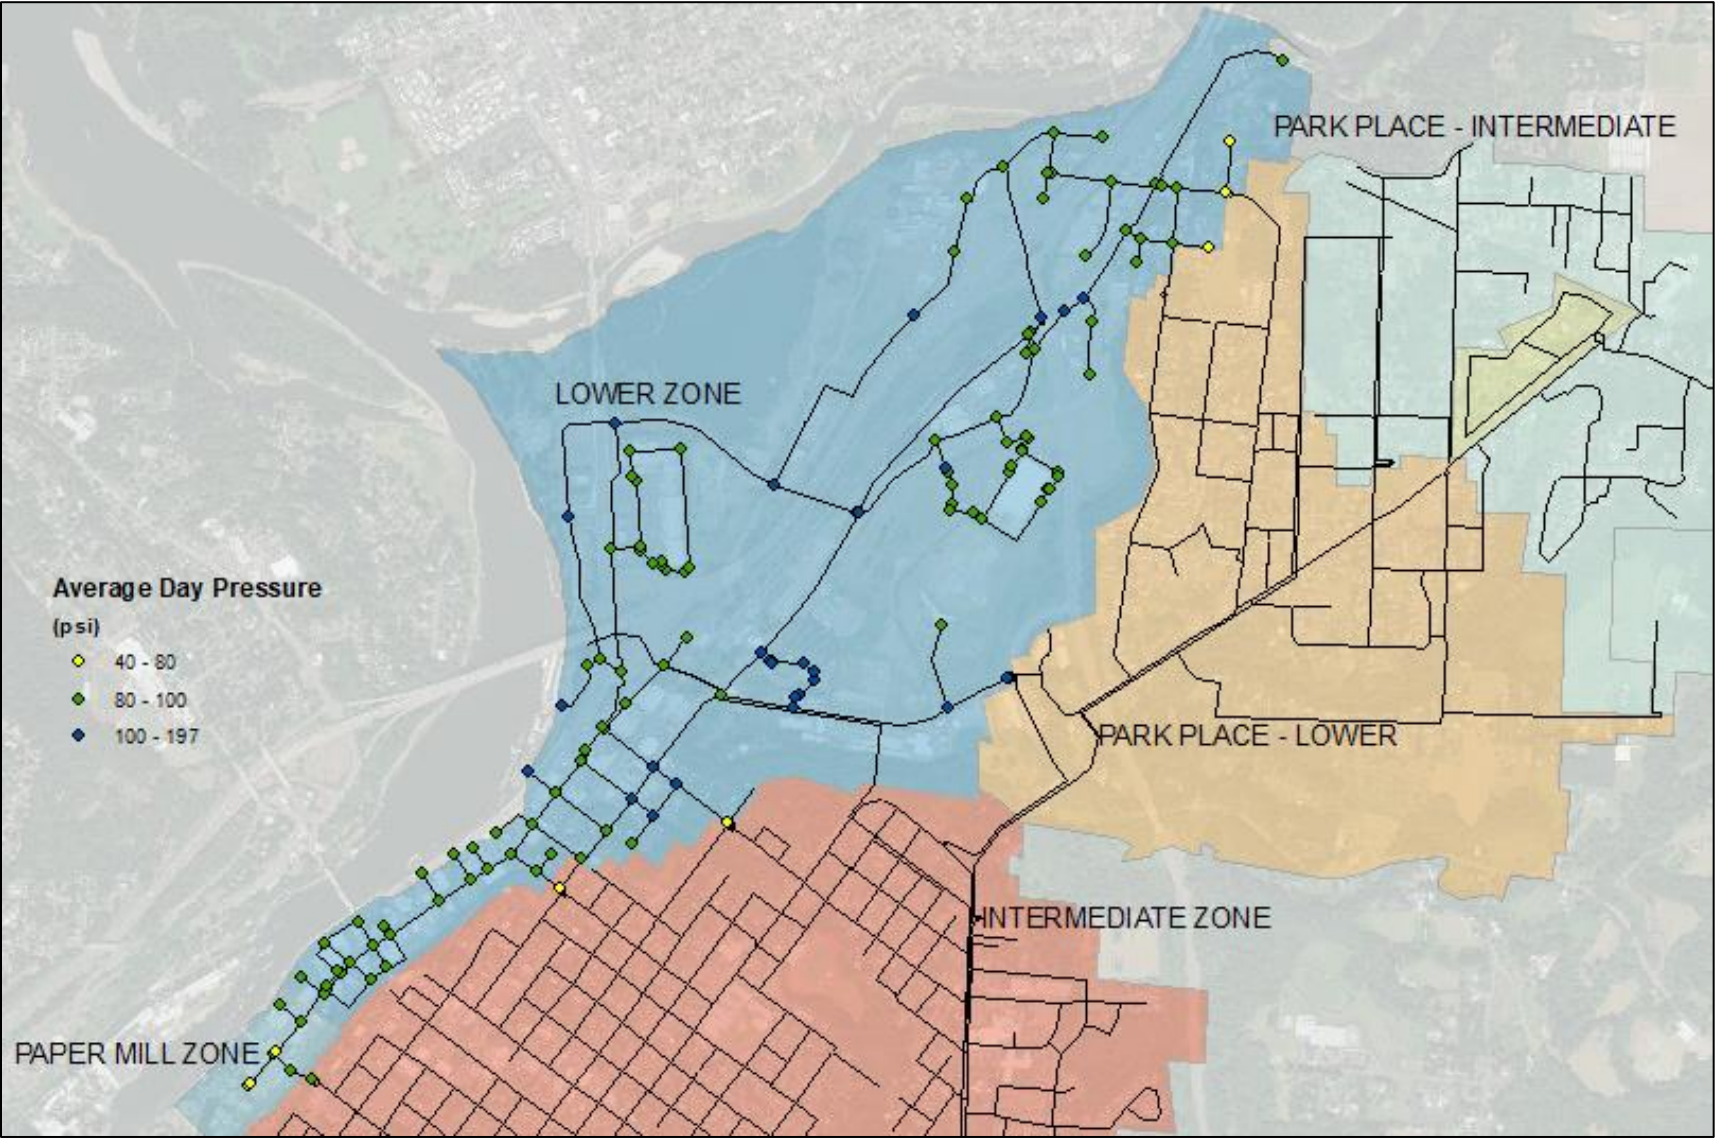 PARK PLACE - INTERMEDIATE
LOWER ZONE
Average Day Pressure
(psi)
40 - 80
80 - 100
100 - 197
PARK PLACE - LOWER
INTERMEDIATE ZONE
PAPER MILL ZONE